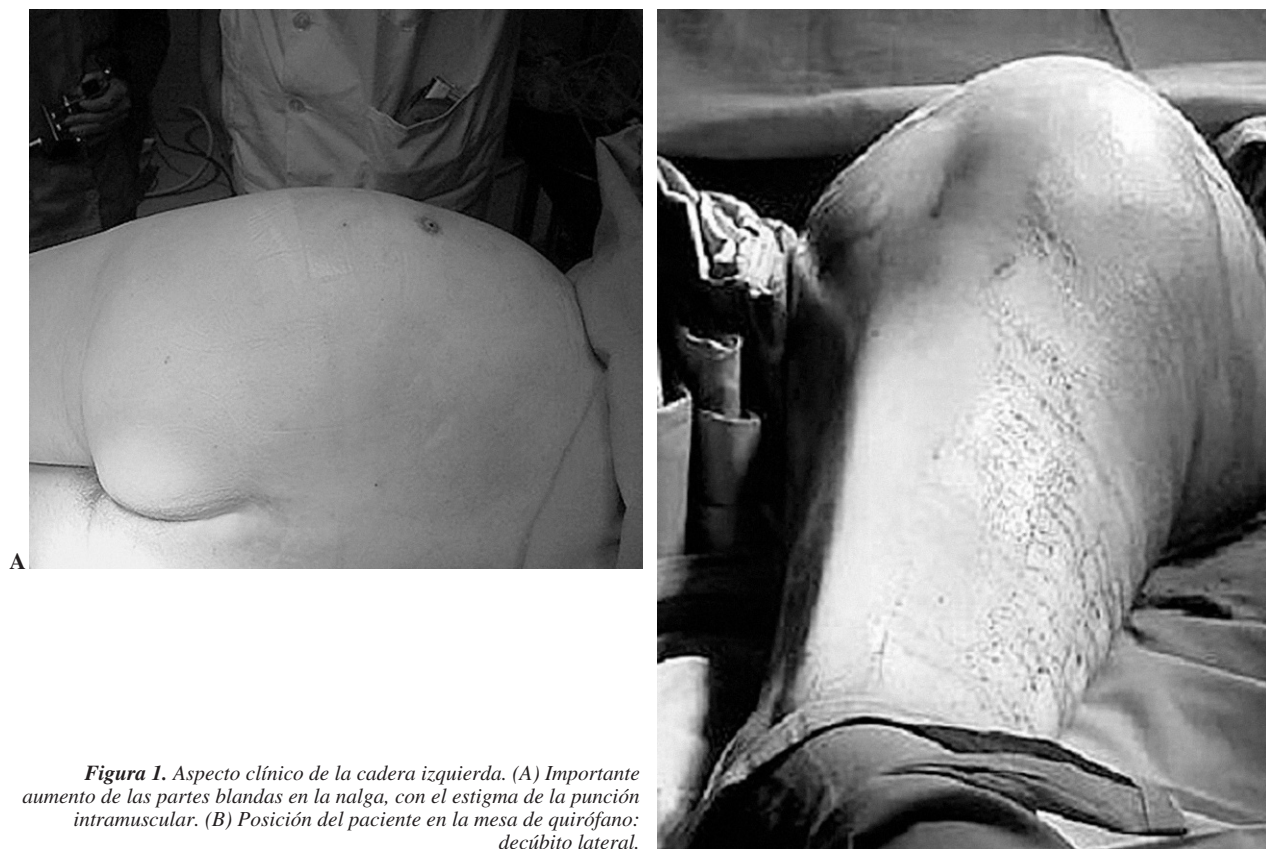 A
Figura 1. Aspecto clínico de la cadera izquierda. (A) Importante
aumento de las partes blandas en la nalga, con el estigma de la punción
intramuscular. (B) Posición del paciente en la mesa de quirófano:
decúbito lateral.